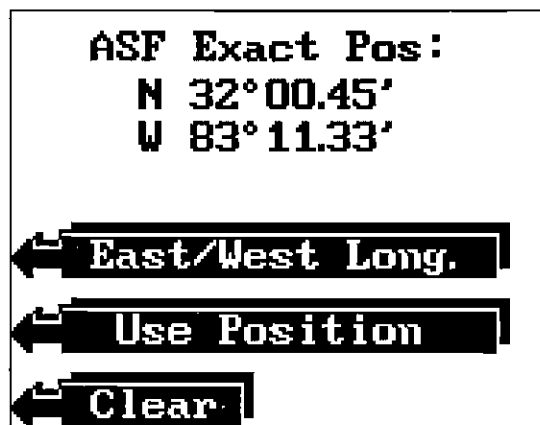 ASF Exact Pos:
N 32°00.45'
W 83°11.33'
East/West Long.
Use Position
Clear